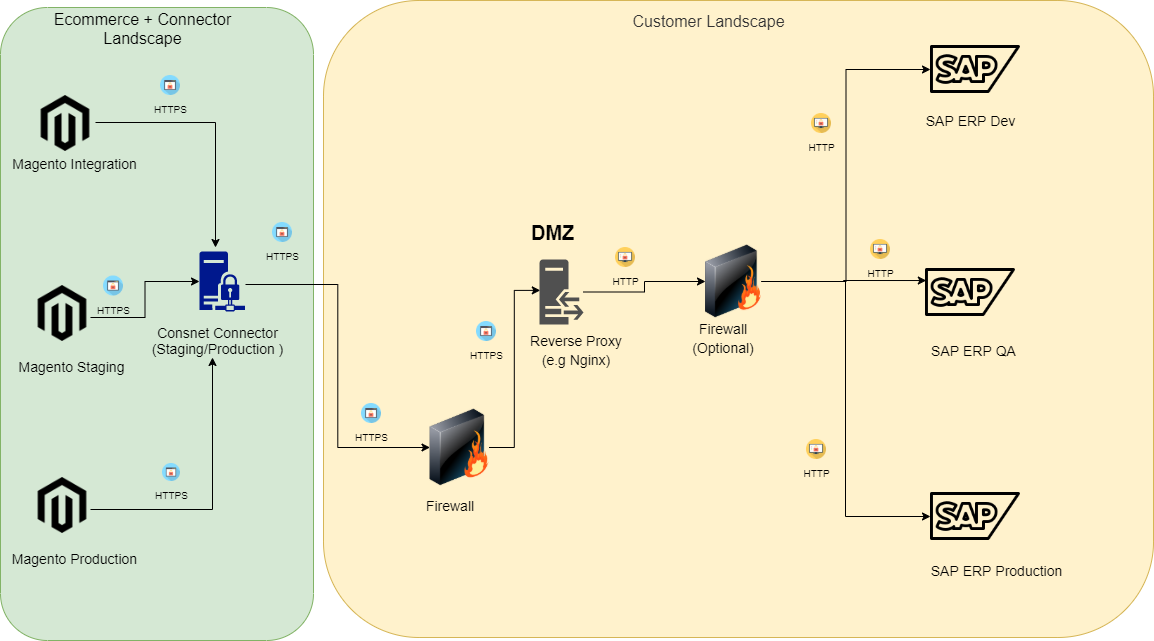 Ecommerce + Connector
Landscape
HTTPS
Magento Integration
HTTPS
HTTPS
Consnet Connector
(Staging/Production )
Magento Staging
HTTPS
Magento Production
Customer Landscape
HTTPS
Firewall
HTTPS
DMZ
Reverse Proxy
(e.g Nginx)
HTTP
Firewall
(Optional)
HTTP
SAP
SAP ERP Dev
HTTP
SAP
SAP ERP QA
HTTP
SAP
SAP ERP Production